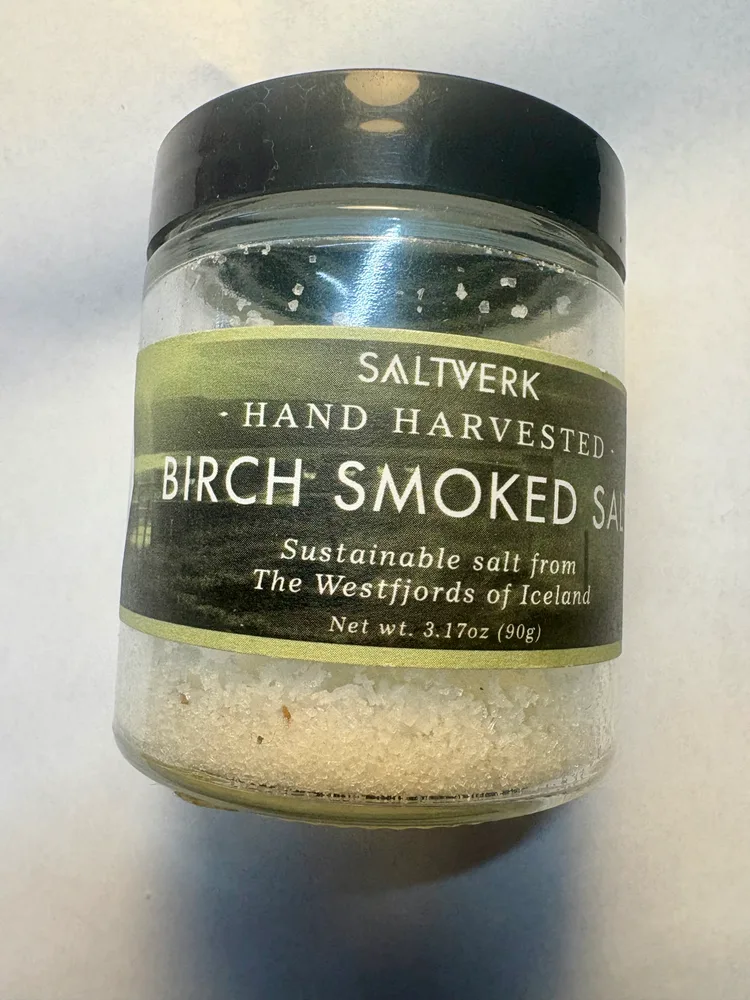 SALTVERK
· HAND HARVESTED ·
BIRCH SMOKED SAL
Sustainable salt from
The Westfjords of Iceland
Net wt. 3.17oz (90g)